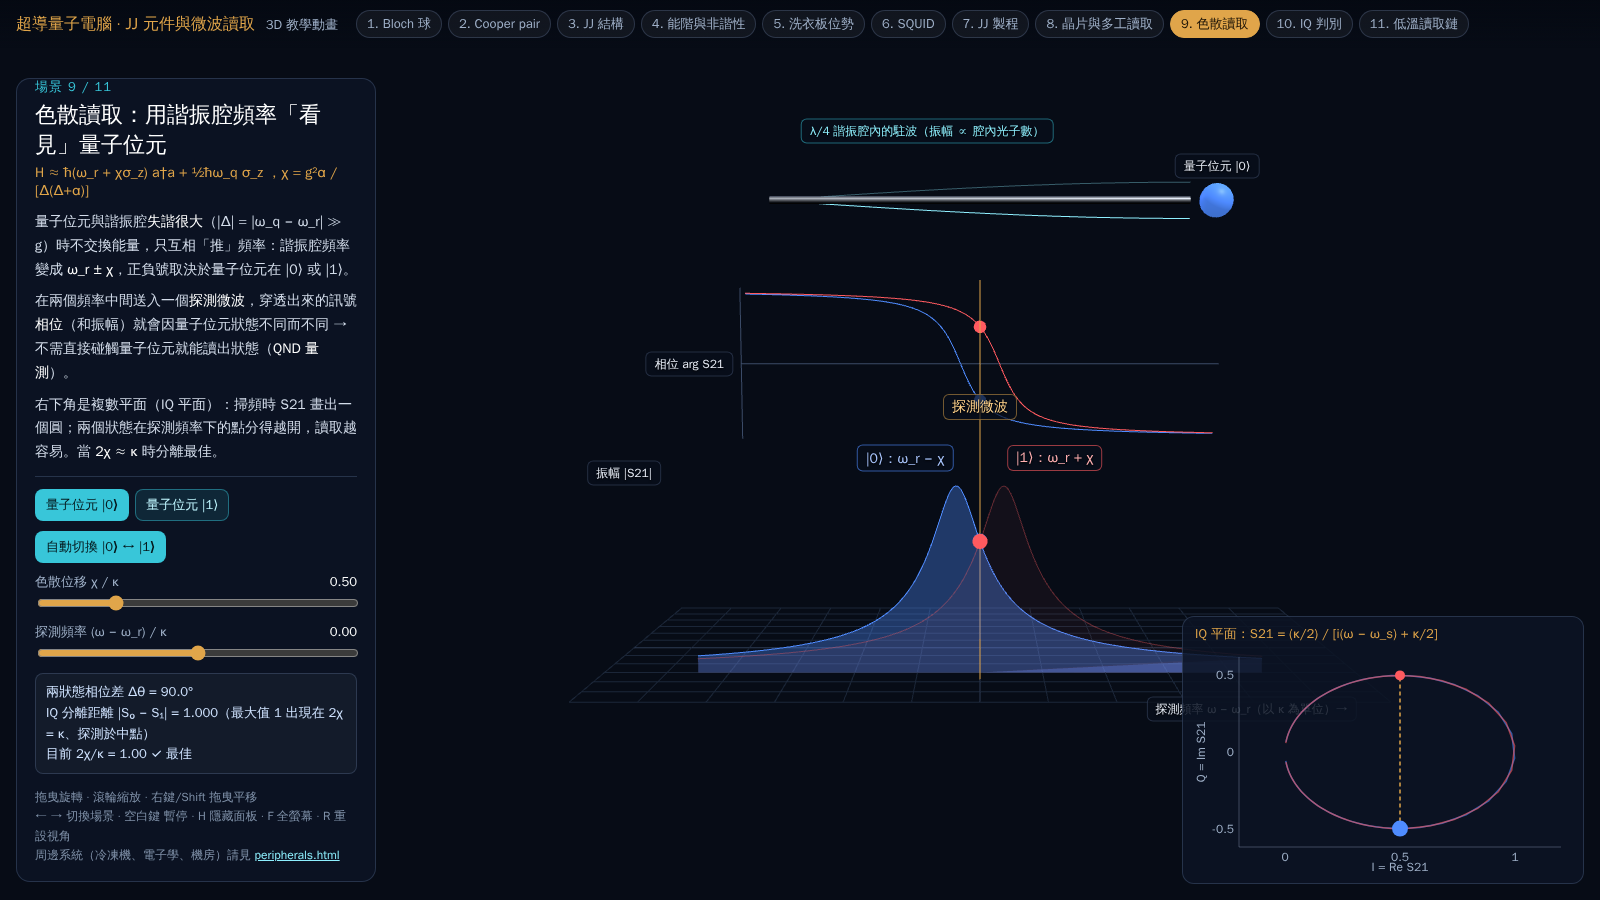 超導量子電腦 · JJ 元件與微波讀取 3D 教學動畫 1. Bloch 球 2. Cooper pair 3. JJ 結構 4. 能階與非諧性 5. 洗衣板位勢 6. SQUID 7. JJ 製程 8. 晶片與多工讀取 9. 色散讀取 10. IQ 判別 11. 低溫讀取鏈
場景 9 / 11
色散讀取：用諧振腔頻率「看
見」量子位元
H ≈ ħ(ω_r + χσ_z) a†a + ½ħω_q σ_z ，χ = g²α /
[Δ(Δ+α)]
量子位元與諧振腔失諧很大（|Δ| = |ω_q − ω_r| ≫
g）時不交換能量，只互相「推」頻率：諧振腔頻率
變成 ω_r ± χ，正負號取決於量子位元在 |0⟩ 或 |1⟩。
在兩個頻率中間送入一個探測微波，穿透出來的訊號
相位（和振幅）就會因量子位元狀態不同而不同 →
不需直接碰觸量子位元就能讀出狀態（QND 量
測）。
右下角是複數平面（IQ 平面）：掃頻時 S21 畫出一
個圓；兩個狀態在探測頻率下的點分得越開，讀取越
容易。當 2χ ≈ κ 時分離最佳。
量子位元 |0⟩ 量子位元 |1⟩
自動切換 |0⟩ ↔ |1⟩
色散位移 χ / κ 0.50
探測頻率 (ω − ω_r) / κ 0.00
兩狀態相位差 Δθ = 90.0°
IQ 分離距離 |S₀ − S₁| = 1.000（最大值 1 出現在 2χ
= κ、探測於中點）
目前 2χ/κ = 1.00 ✓ 最佳
拖曳旋轉 · 滾輪縮放 · 右鍵/Shift 拖曳平移
← → 切換場景 · 空白鍵 暫停 · H 隱藏面板 · F 全螢幕 · R 重
設視角
周邊系統（冷凍機、電子學、機房）請見 peripherals.html
λ/4 諧振腔內的駐波（振幅 ∝ 腔內光子數）
量子位元 |0⟩
相位 arg S21
探測微波
|0⟩：ω_r − χ
|1⟩：ω_r + χ
振幅 |S21|
探測頻率 ω − ω_r（以 κ 為單位）→
IQ 平面：S21 = (κ/2) / [i(ω − ω_s) + κ/2]
0.5
0
-0.5
Q = Im S21
0 0.5 1
I = Re S21